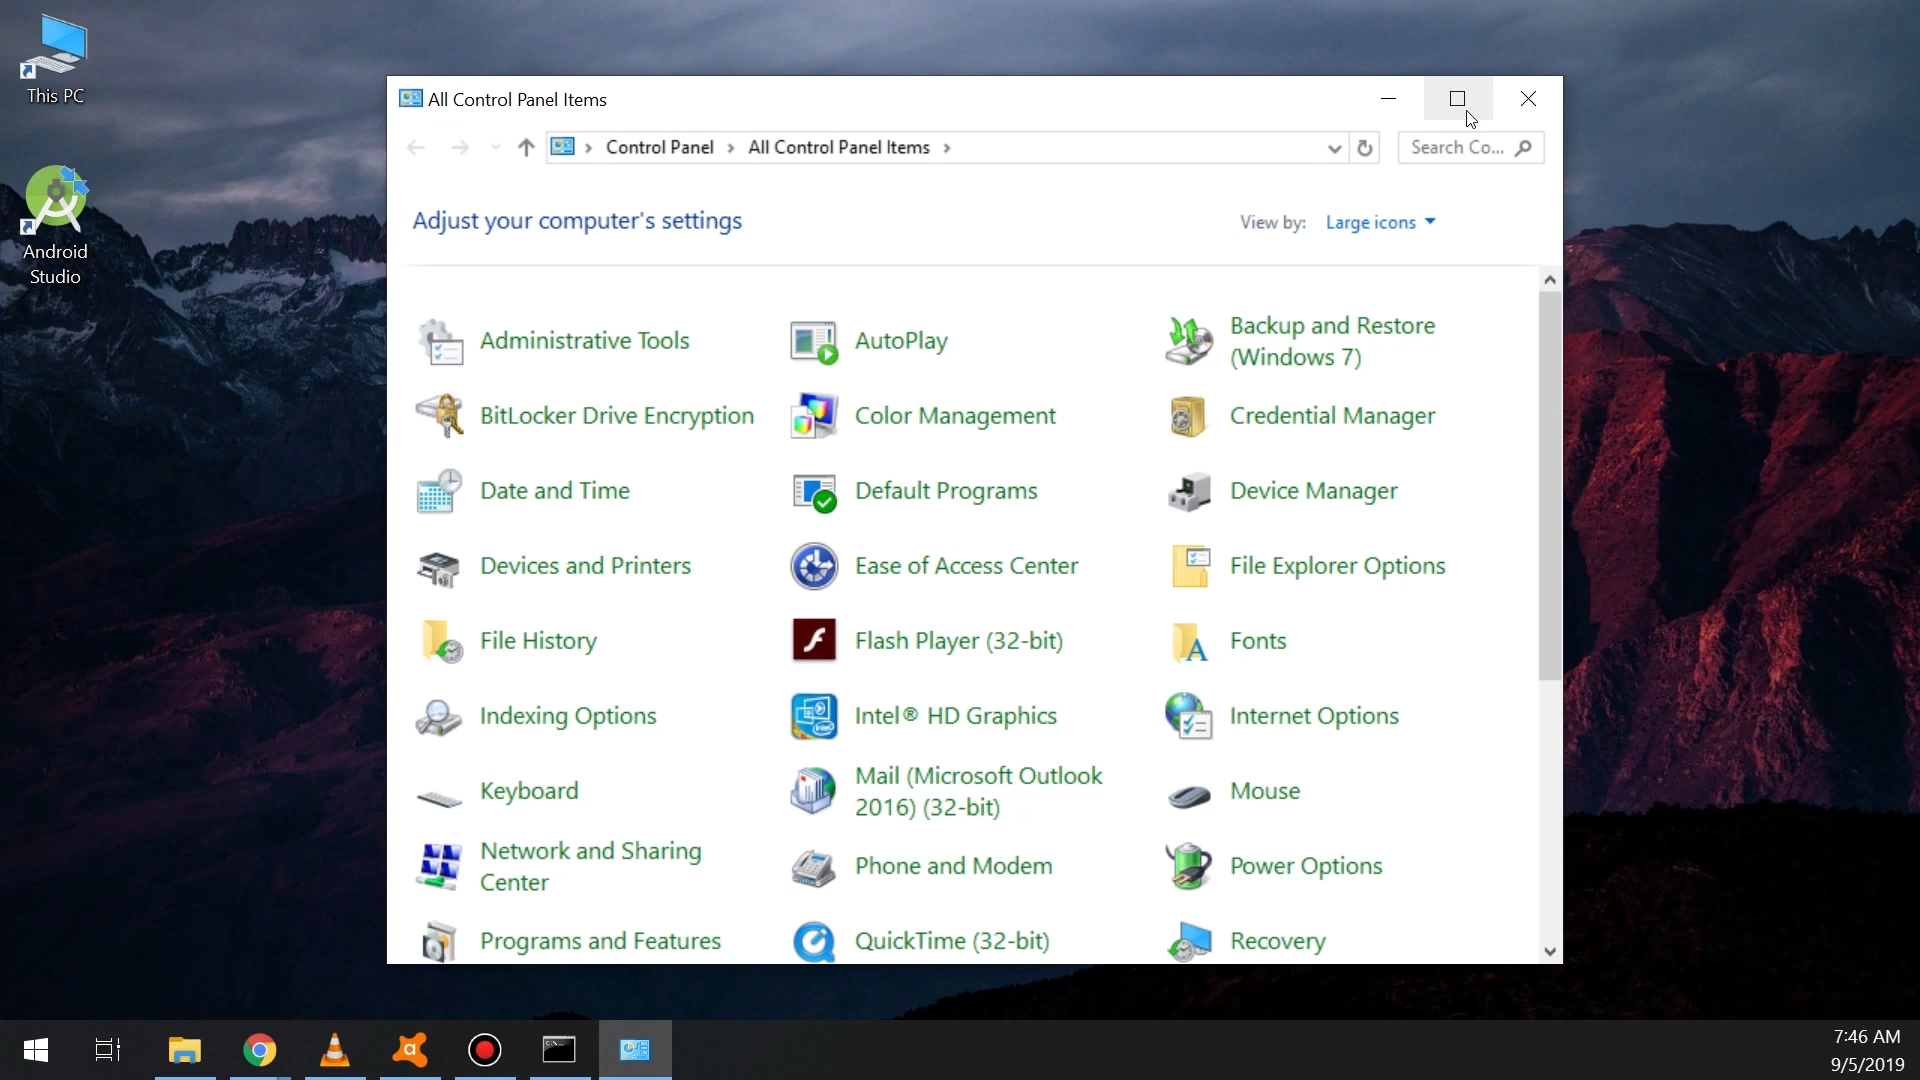 This PC
Android
Studio
All Control Panel Items
Control Panel > All Control Panel Items >
Search Co...
Adjust your computer's settings
View by: Large icons
Administrative Tools
AutoPlay
Backup and Restore
(Windows 7)
BitLocker Drive Encryption
Color Management
Credential Manager
Date and Time
Default Programs
Device Manager
Devices and Printers
Ease of Access Center
File Explorer Options
File History
Flash Player (32-bit)
Fonts
Indexing Options
Intel® HD Graphics
Internet Options
Keyboard
Mail (Microsoft Outlook
2016) (32-bit)
Mouse
Network and Sharing
Center
Phone and Modem
Power Options
Programs and Features
QuickTime (32-bit)
Recovery
7:46 AM
9/5/2019